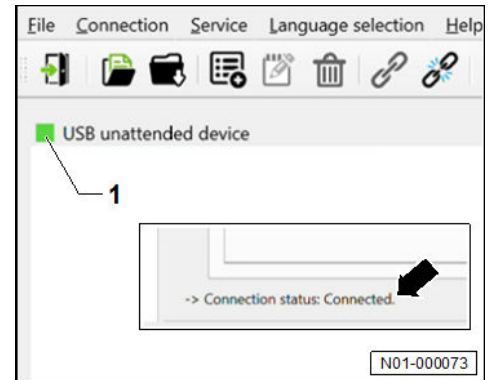 File Connection Service Language selection Help
USB unattended device
1
-> Connection status: Connected.
N01-000073